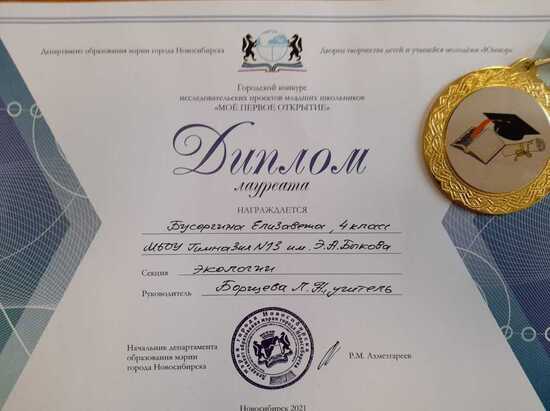 Департамент образования мэрии города Новосибирска
Дворец творчества детей и учащейся молодёжи «Юниор»
Городской конкурс
исследовательских проектов младших школьников
«МОЁ ПЕРВОЕ ОТКРЫТИЕ»
Диплом
лауреата
НАГРАЖДАЕТСЯ
Бусоргина Елизавета, 4 класс
МБОУ Гимназия №13 им. Э.А.Быкова
Секция экологии
Руководитель Борщева Л.Я., учитель
Начальник департамента
образования мэрии
города Новосибирска
Р.М. Ахметгареев
Новосибирск 2021